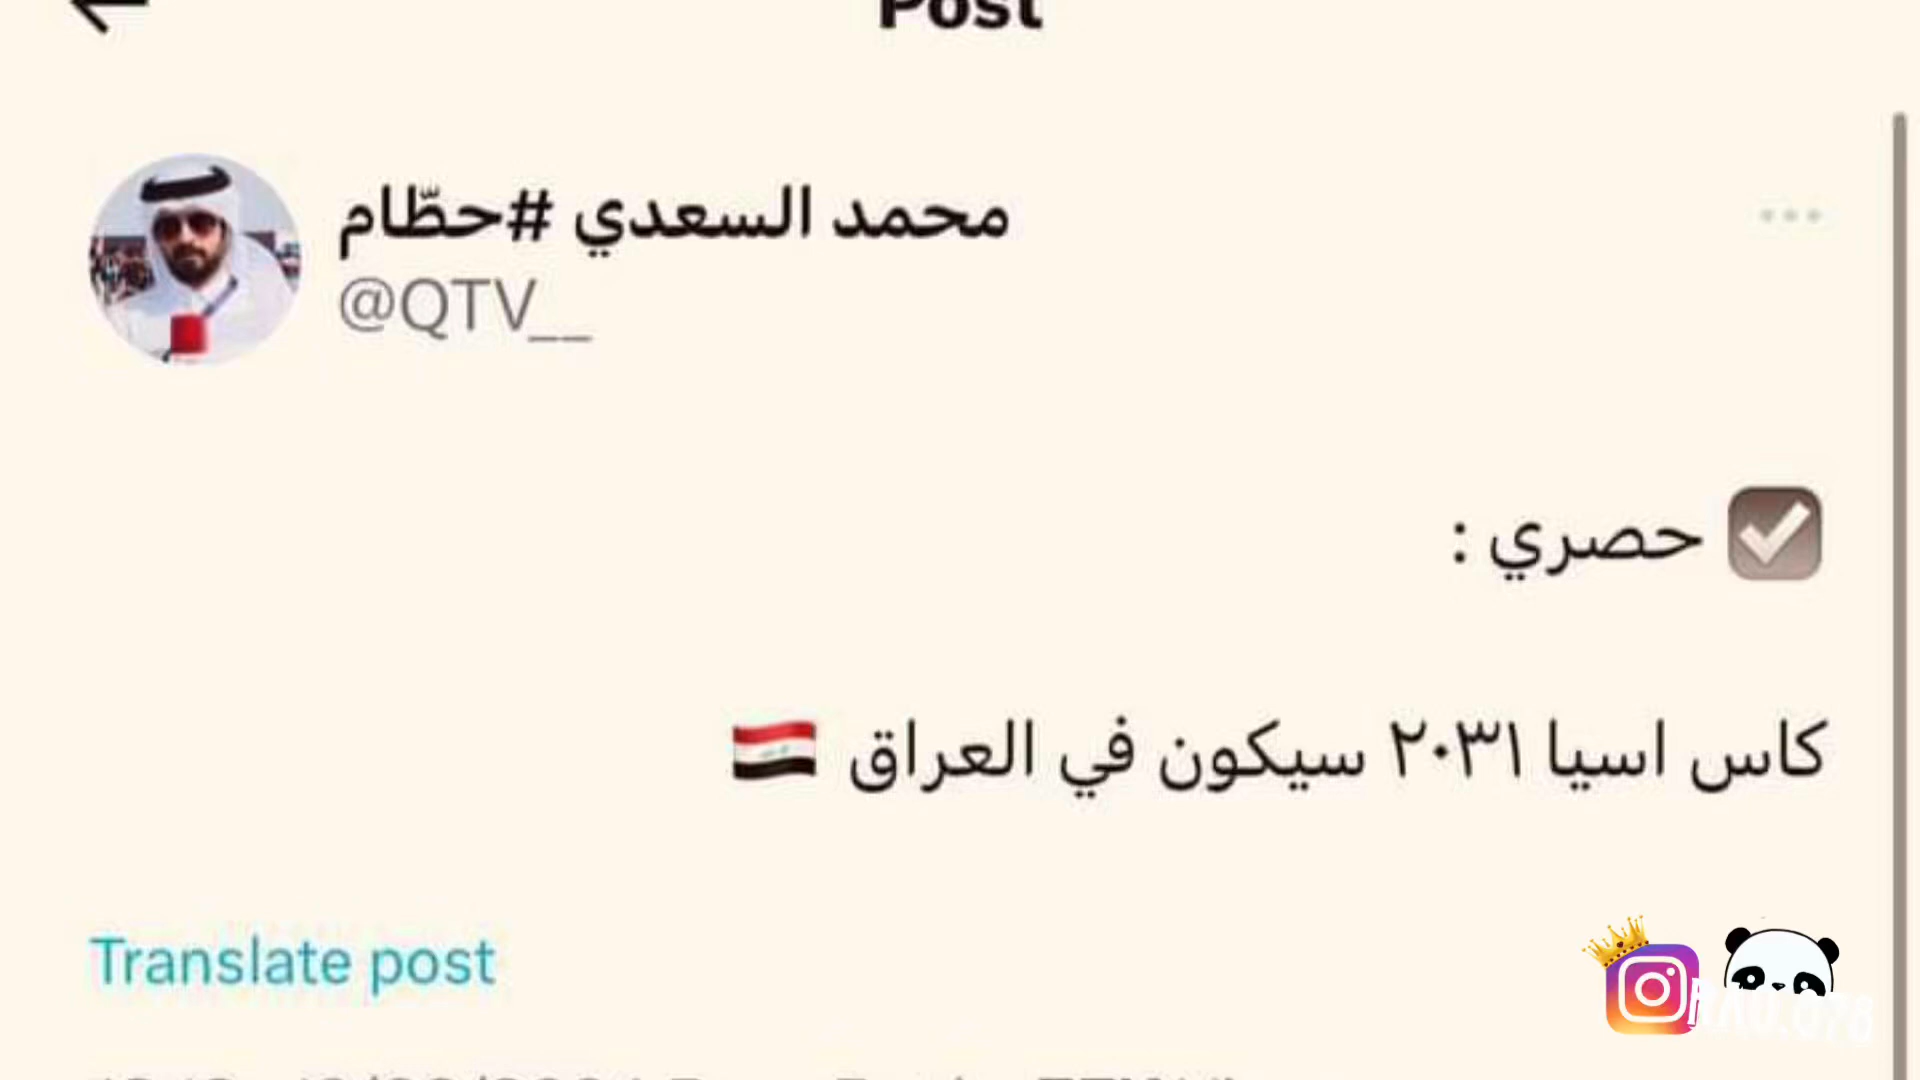 Post
محمد السعدي #حطّام
@QTV__
حصري :
كاس اسيا ٢٠٣١ سيكون في العراق
Translate post